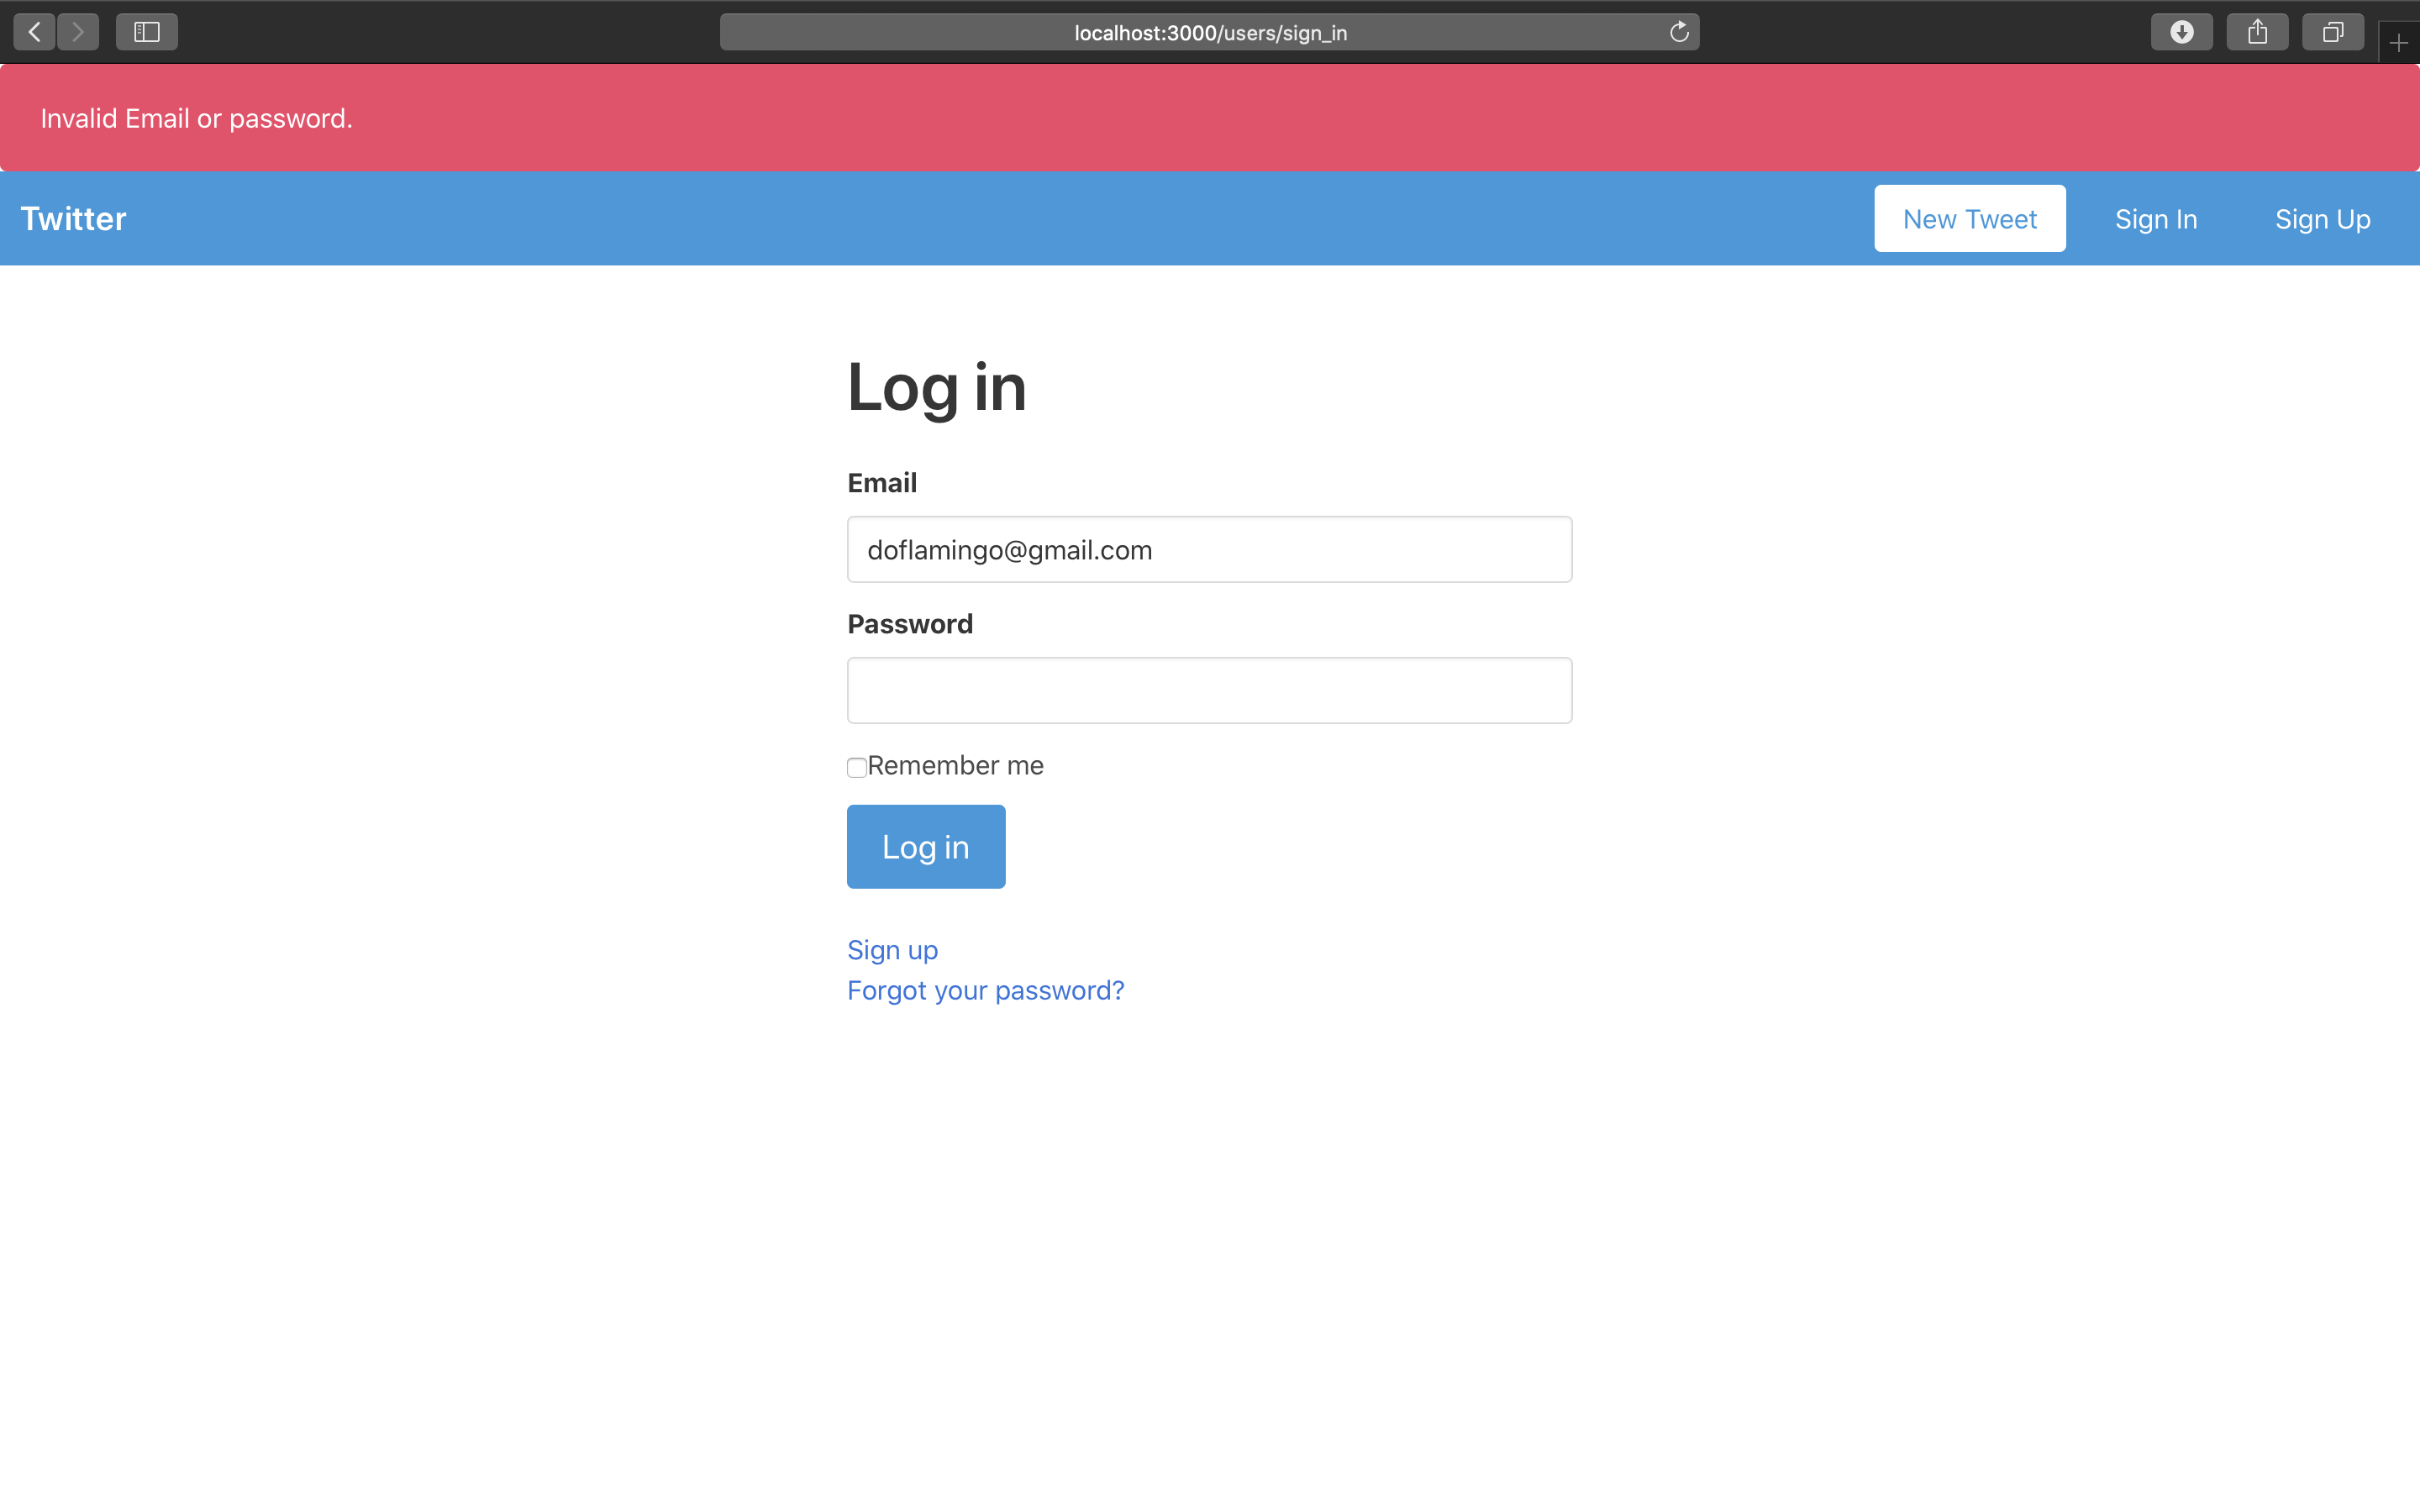 localhost:3000/users/sign_in
Invalid Email or password.
Twitter
New Tweet
Sign In
Sign Up
Log in
Email
doflamingo@gmail.com
Password
Remember me
Log in
Sign up
Forgot your password?